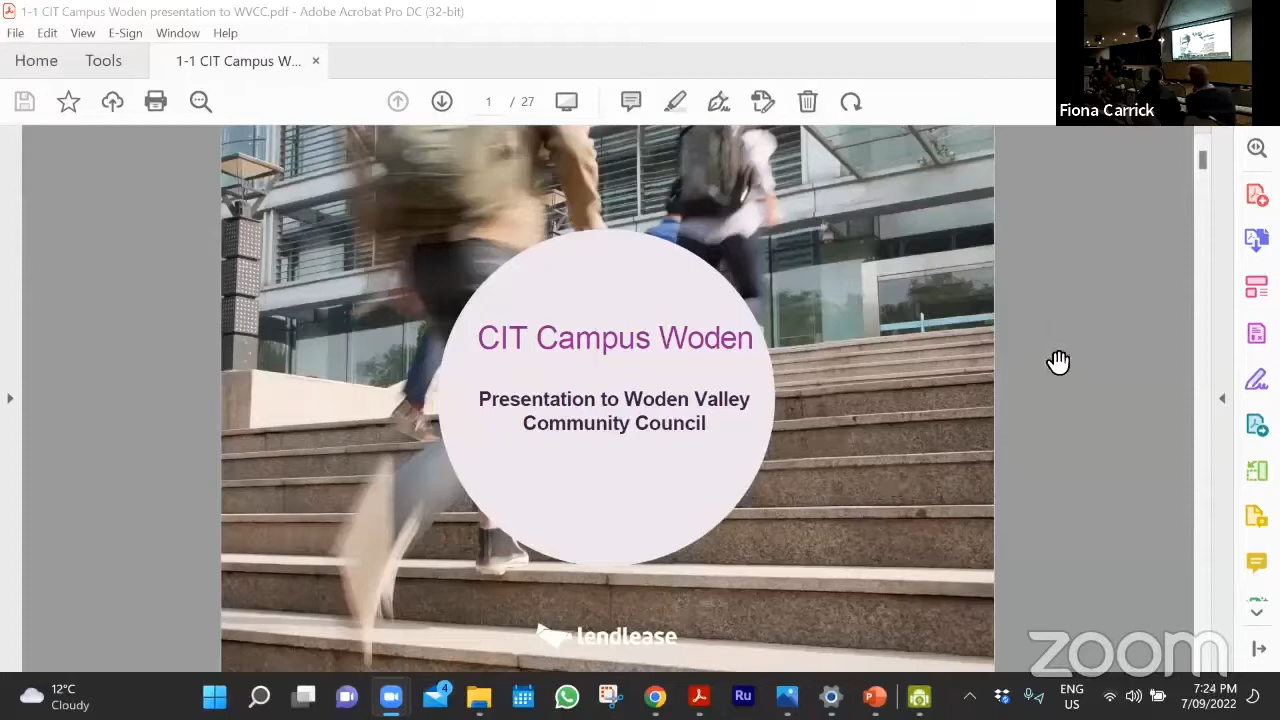 1-1 CIT Campus Woden presentation to WVCC.pdf - Adobe Acrobat Pro DC (32-bit)
File Edit View E-Sign Window Help
Home Tools 1-1 CIT Campus W... ×
1 / 27
Fiona Carrick
CIT Campus Woden
Presentation to Woden Valley
Community Council
lendlease
zoom
12°C
Cloudy
4
Ru
ENG
US
7:24 PM
7/09/2022